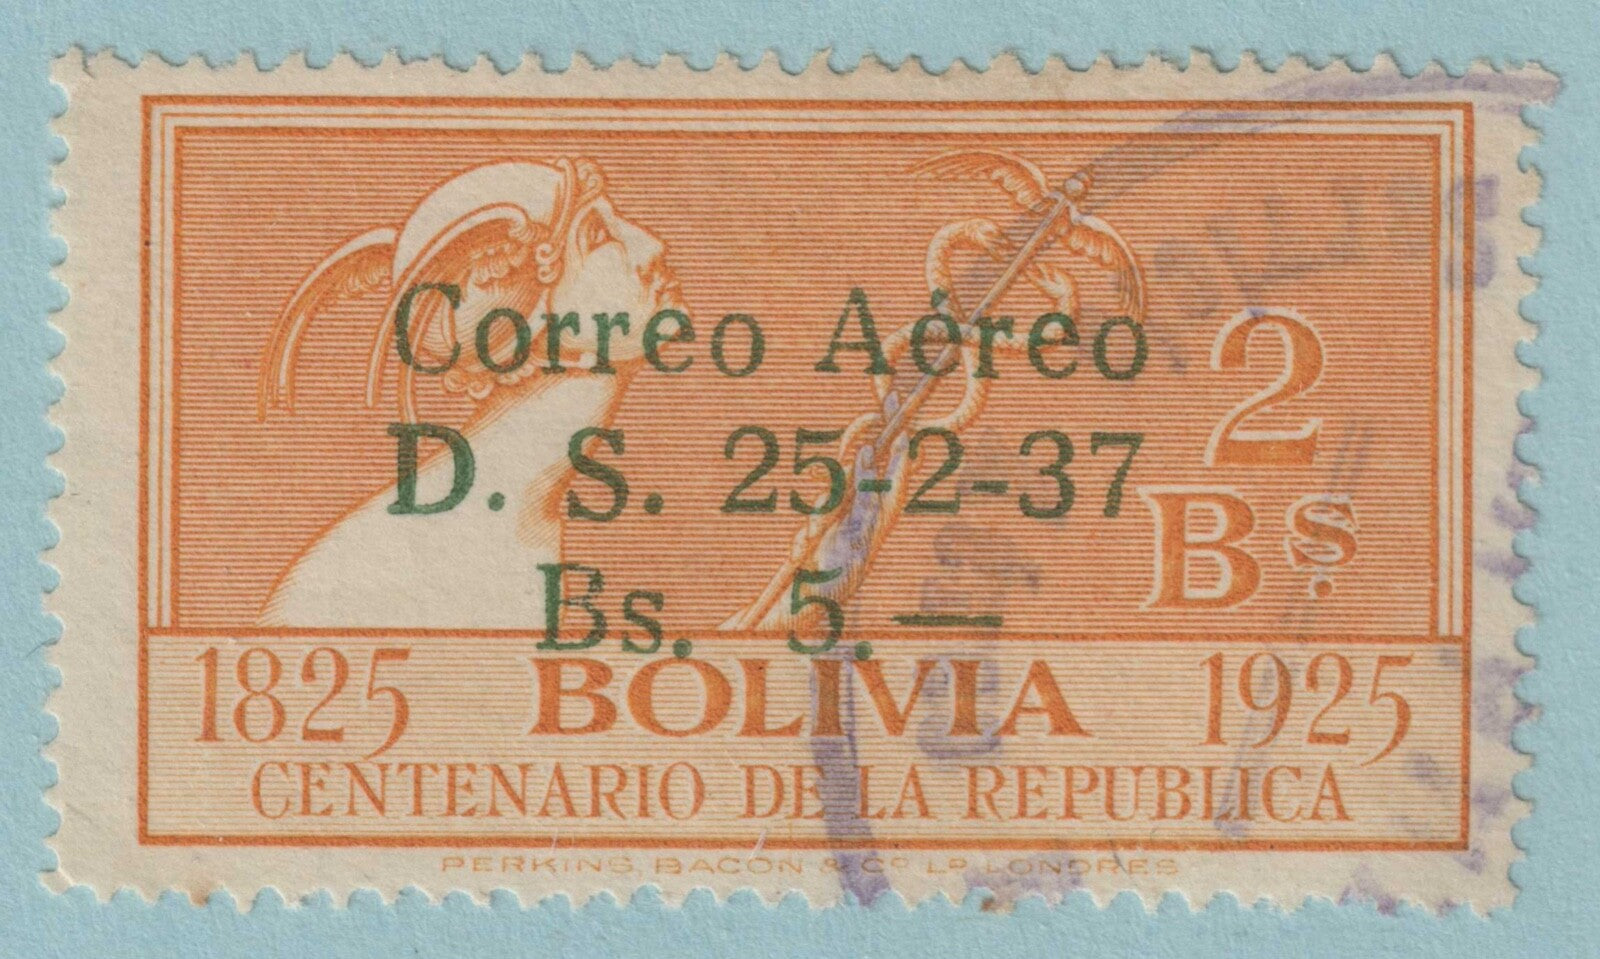 Correo Aéreo
D. S. 25-2-37
Bs. 5.—
2
Bs.
1825 BOLIVIA 1925
CENTENARIO DE LA REPUBLICA
PERKINS, BACON & Co. LD. LONDRES